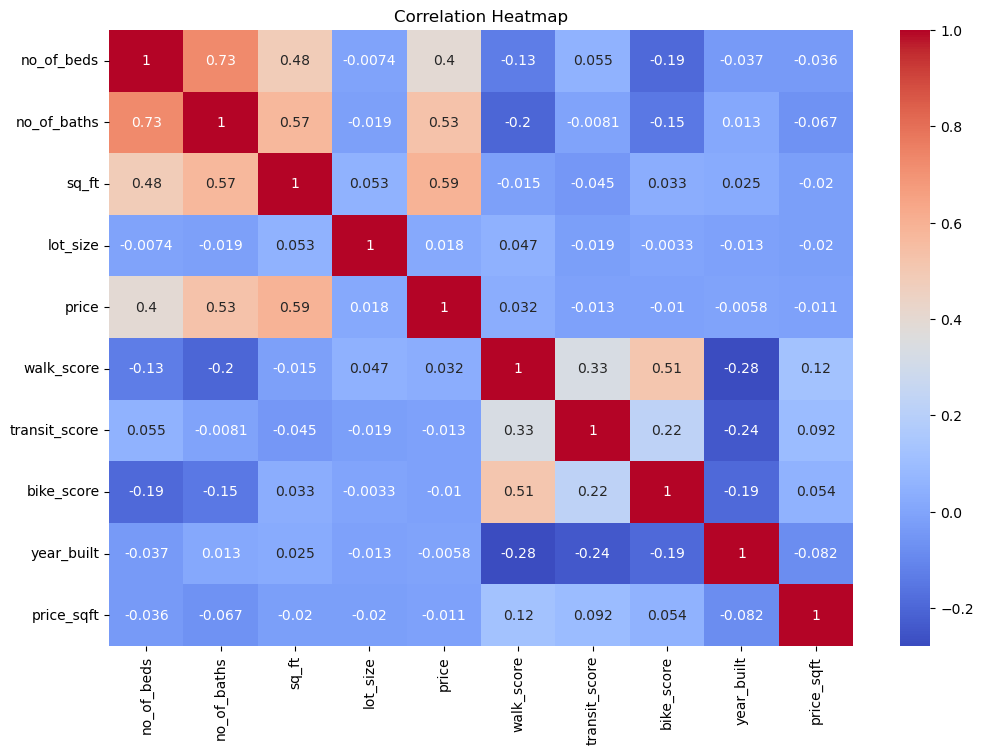 Correlation Heatmap
no_of_beds 1 0.73 0.48 -0.0074 0.4 -0.13 0.055 -0.19 -0.037 -0.036
no_of_baths 0.73 1 0.57 -0.019 0.53 -0.2 -0.0081 -0.15 0.013 -0.067
sq_ft 0.48 0.57 1 0.053 0.59 -0.015 -0.045 0.033 0.025 -0.02
lot_size -0.0074 -0.019 0.053 1 0.018 0.047 -0.019 -0.0033 -0.013 -0.02
price 0.4 0.53 0.59 0.018 1 0.032 -0.013 -0.01 -0.0058 -0.011
walk_score -0.13 -0.2 -0.015 0.047 0.032 1 0.33 0.51 -0.28 0.12
transit_score 0.055 -0.0081 -0.045 -0.019 -0.013 0.33 1 0.22 -0.24 0.092
bike_score -0.19 -0.15 0.033 -0.0033 -0.01 0.51 0.22 1 -0.19 0.054
year_built -0.037 0.013 0.025 -0.013 -0.0058 -0.28 -0.24 -0.19 1 -0.082
price_sqft -0.036 -0.067 -0.02 -0.02 -0.011 0.12 0.092 0.054 -0.082 1
no_of_beds no_of_baths sq_ft lot_size price walk_score transit_score bike_score year_built price_sqft
1.0
0.8
0.6
0.4
0.2
0.0
−0.2